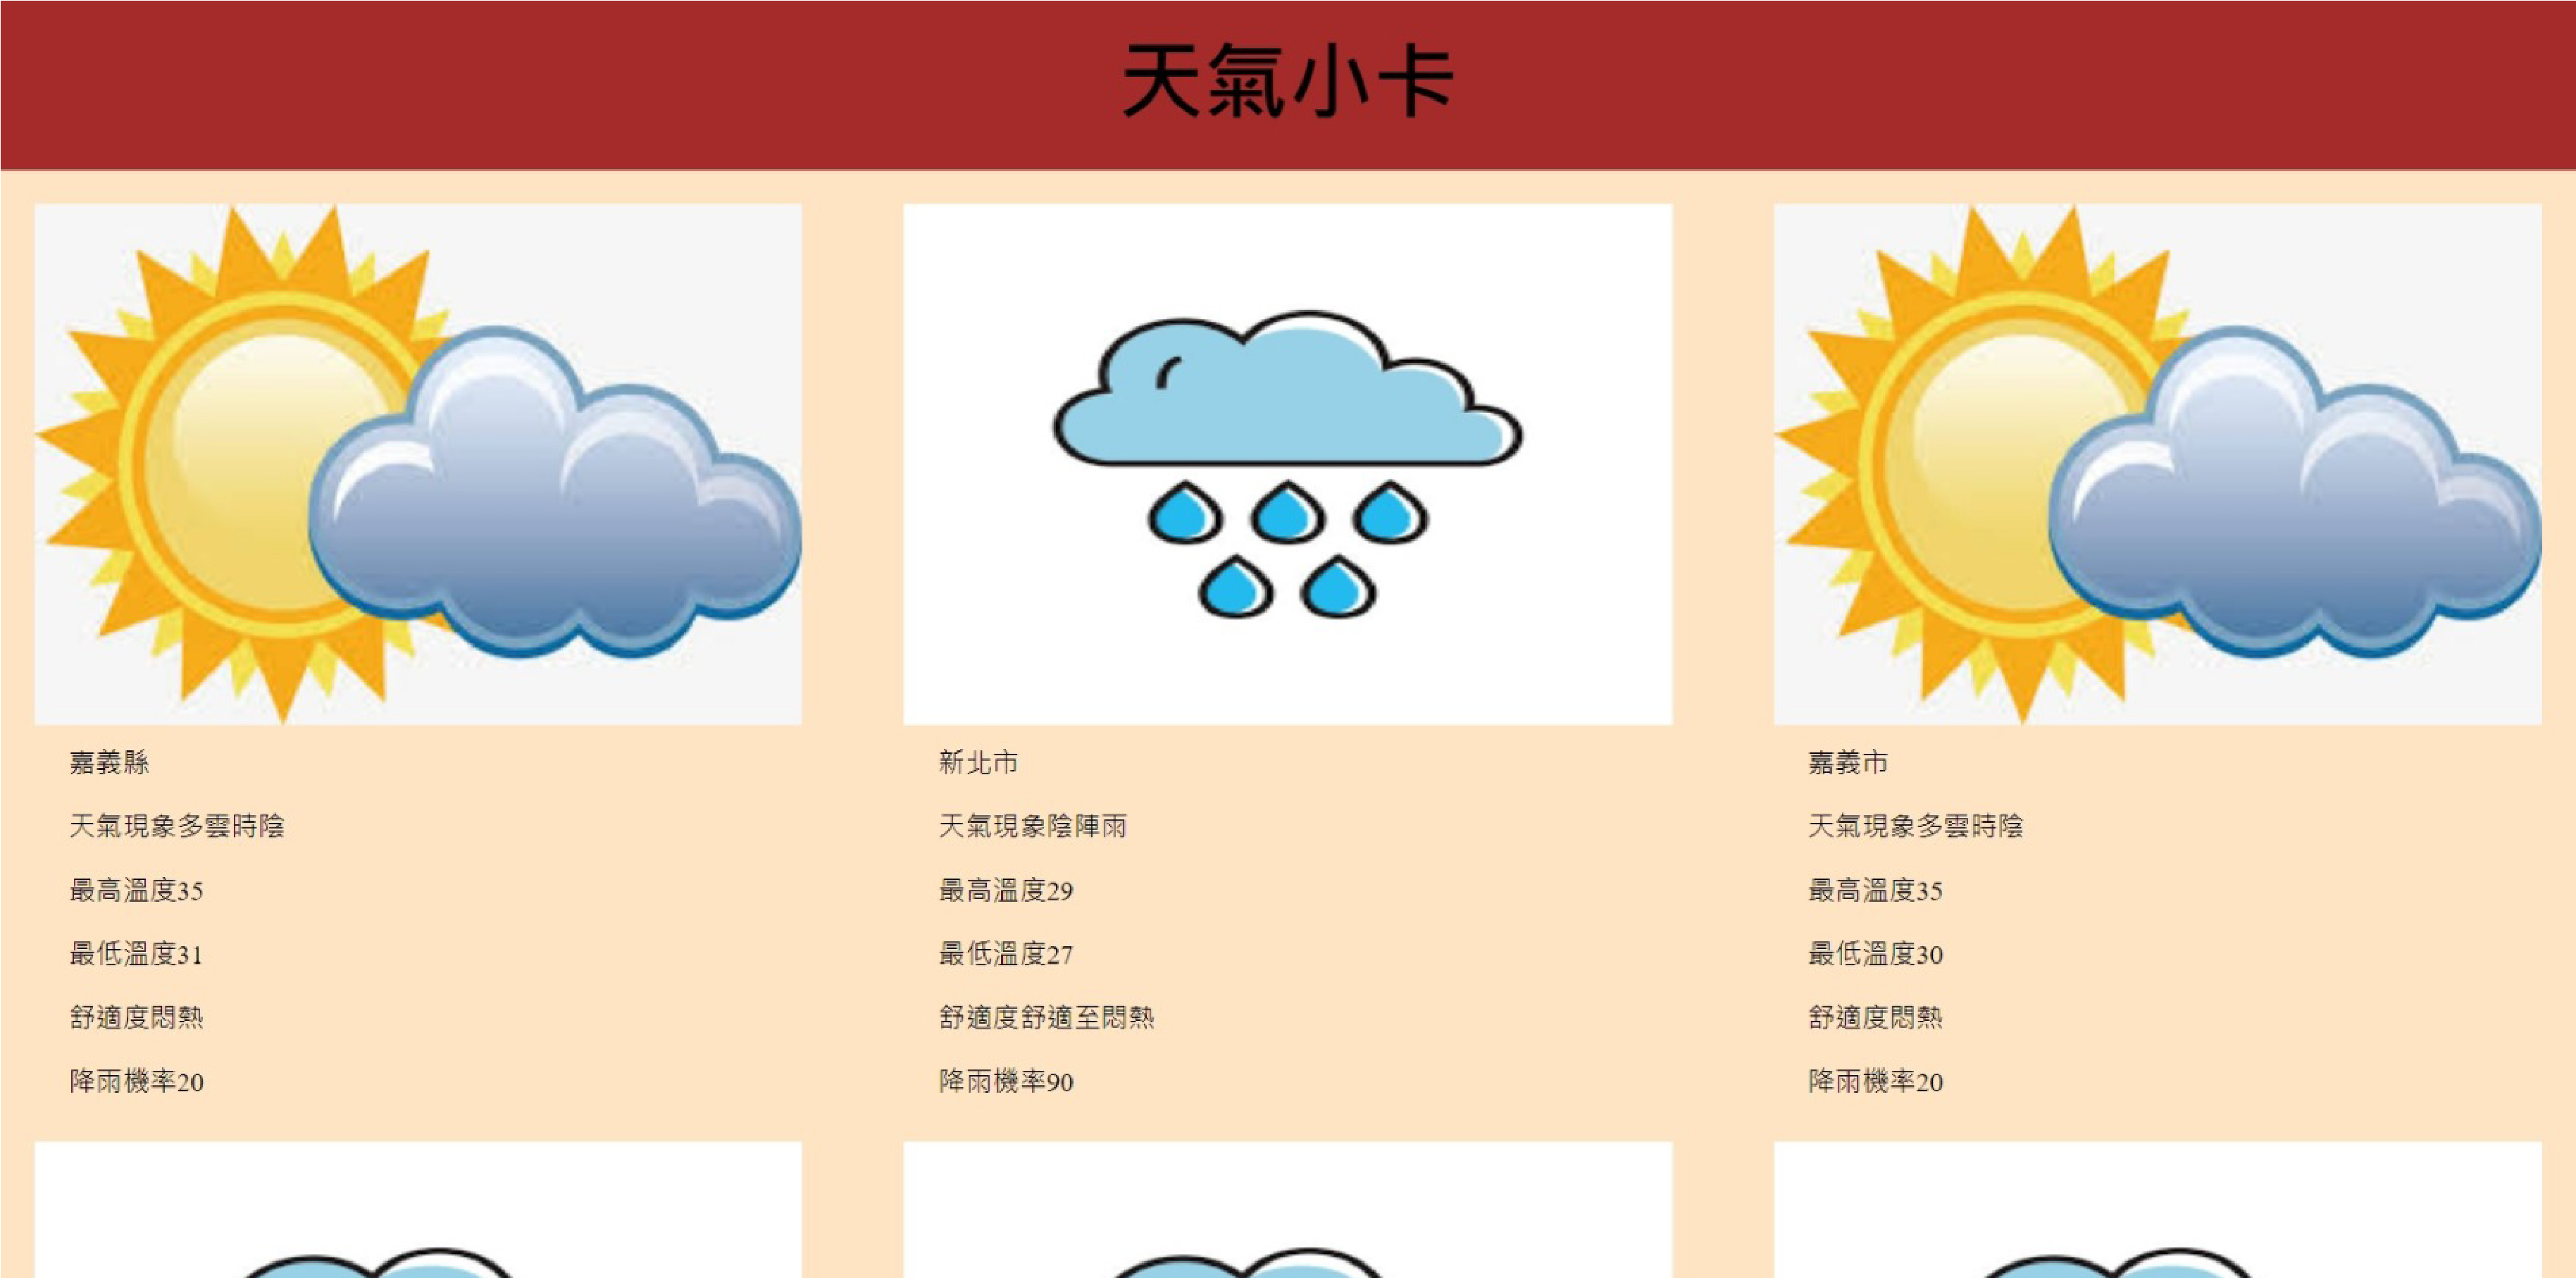 天氣小卡
嘉義縣
天氣現象多雲時陰
最高溫度35
最低溫度31
舒適度悶熱
降雨機率20
新北市
天氣現象陰陣雨
最高溫度29
最低溫度27
舒適度舒適至悶熱
降雨機率90
嘉義市
天氣現象多雲時陰
最高溫度35
最低溫度30
舒適度悶熱
降雨機率20